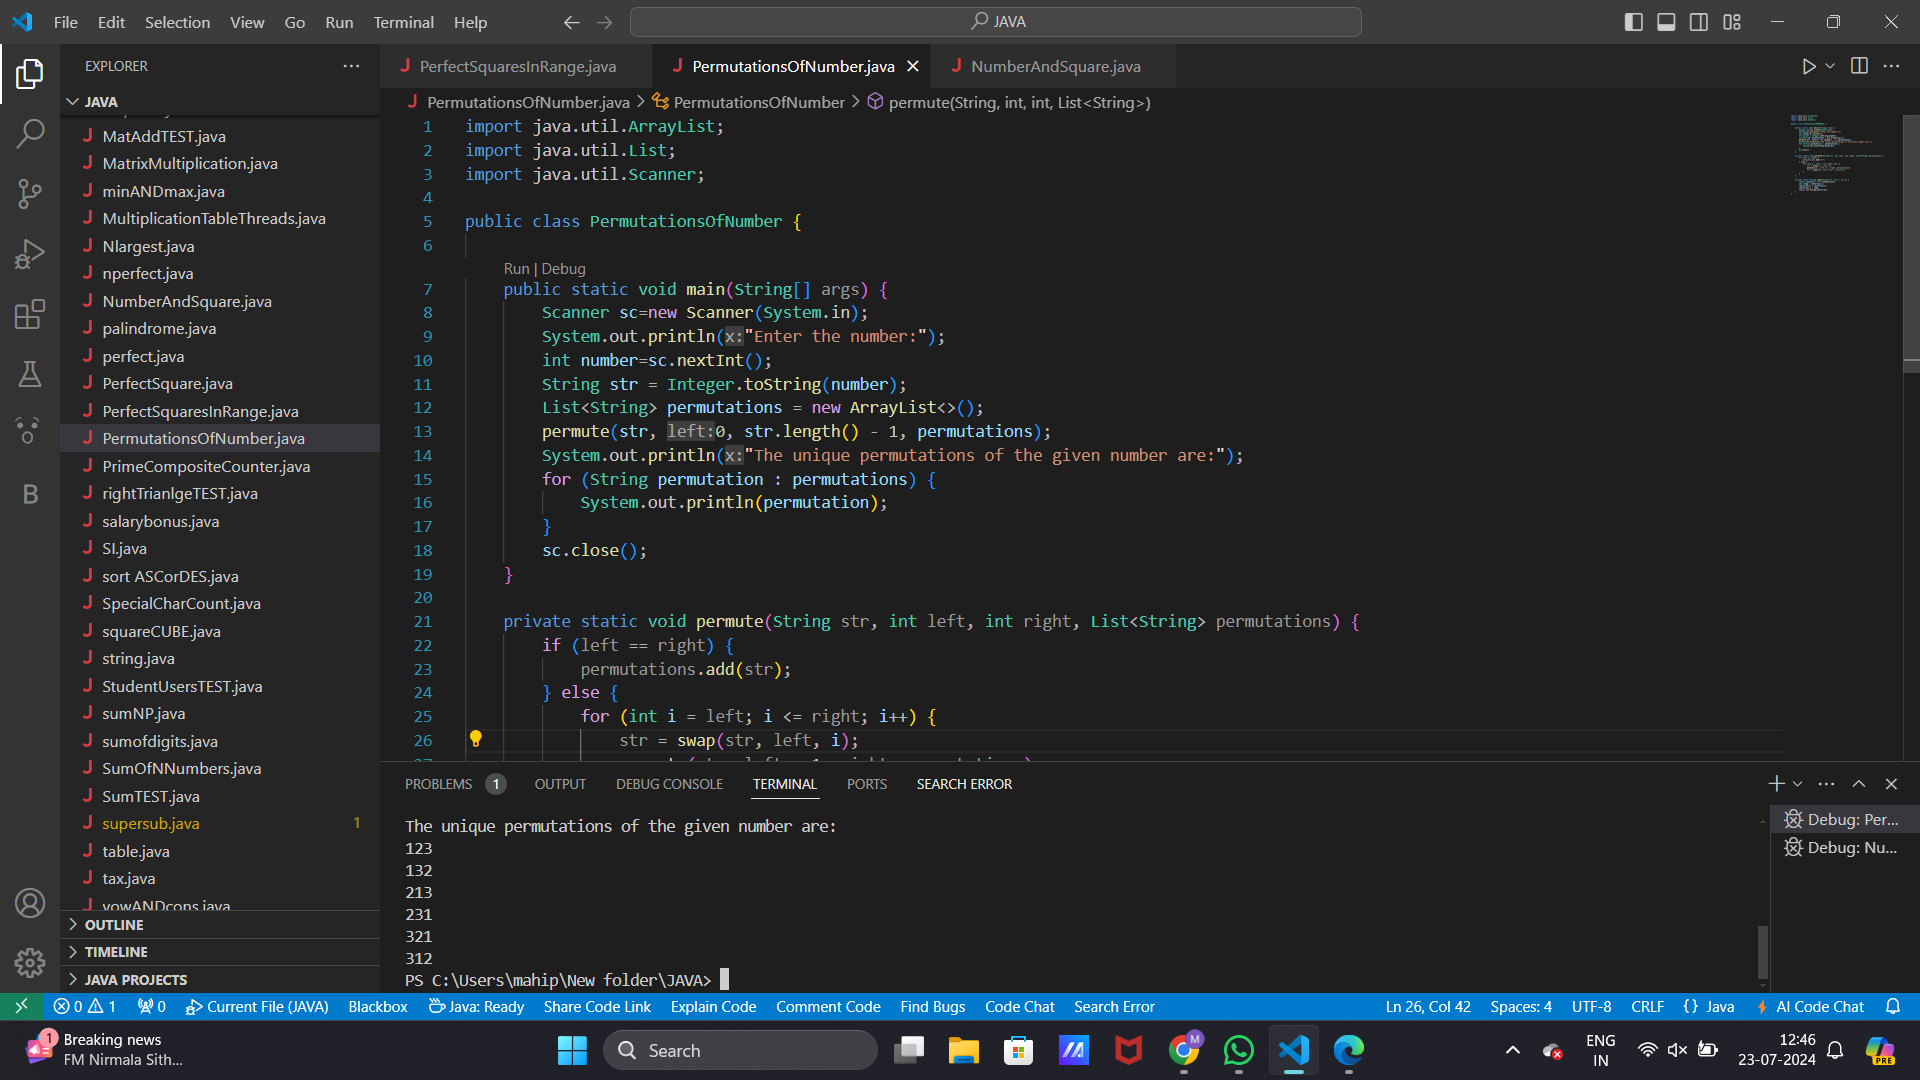 File Edit Selection View Go Run Terminal Help
JAVA
EXPLORER
JAVA
MatAddTEST.java
MatrixMultiplication.java
minANDmax.java
MultiplicationTableThreads.java
Nlargest.java
nperfect.java
NumberAndSquare.java
palindrome.java
perfect.java
PerfectSquare.java
PerfectSquaresInRange.java
PermutationsOfNumber.java
PrimeCompositeCounter.java
rightTrianlgeTEST.java
salarybonus.java
SI.java
sort ASCorDES.java
SpecialCharCount.java
squareCUBE.java
string.java
StudentUsersTEST.java
sumNP.java
sumofdigits.java
SumOfNNumbers.java
SumTEST.java
supersub.java 1
table.java
tax.java
vowANDcons.java
OUTLINE
TIMELINE
JAVA PROJECTS
PerfectSquaresInRange.java PermutationsOfNumber.java NumberAndSquare.java
PermutationsOfNumber.java > PermutationsOfNumber > permute(String, int, int, List<String>)
1 import java.util.ArrayList;
2 import java.util.List;
3 import java.util.Scanner;
4
5 public class PermutationsOfNumber {
6
Run | Debug
7 public static void main(String[] args) {
8 Scanner sc=new Scanner(System.in);
9 System.out.println(x:"Enter the number:");
10 int number=sc.nextInt();
11 String str = Integer.toString(number);
12 List<String> permutations = new ArrayList<>();
13 permute(str, left:0, str.length() - 1, permutations);
14 System.out.println(x:"The unique permutations of the given number are:");
15 for (String permutation : permutations) {
16 System.out.println(permutation);
17 }
18 sc.close();
19 }
20
21 private static void permute(String str, int left, int right, List<String> permutations) {
22 if (left == right) {
23 permutations.add(str);
24 } else {
25 for (int i = left; i <= right; i++) {
26 str = swap(str, left, i);
PROBLEMS 1 OUTPUT DEBUG CONSOLE TERMINAL PORTS SEARCH ERROR
The unique permutations of the given number are:
123
132
213
231
321
312
PS C:\Users\mahip\New folder\JAVA>
Debug: Per...
Debug: Nu...
0 1 0 Current File (JAVA) Blackbox Java: Ready Share Code Link Explain Code Comment Code Find Bugs Code Chat Search Error Ln 26, Col 42 Spaces: 4 UTF-8 CRLF {} Java AI Code Chat
1 Breaking news
FM Nirmala Sith...
Search
M
ENG
IN
12:46
23-07-2024
PRE